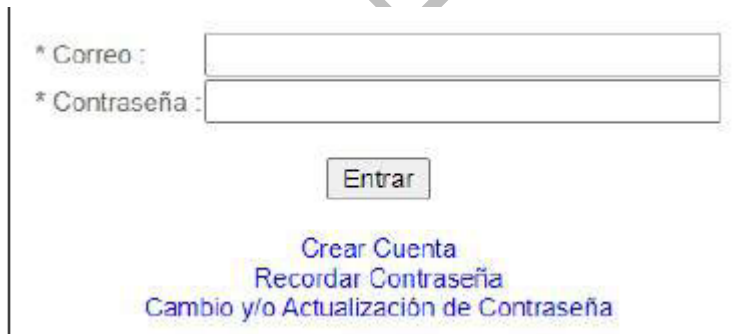 * Correo :
* Contraseña :
Entrar
Crear Cuenta
Recordar Contraseña
Cambio y/o Actualización de Contraseña